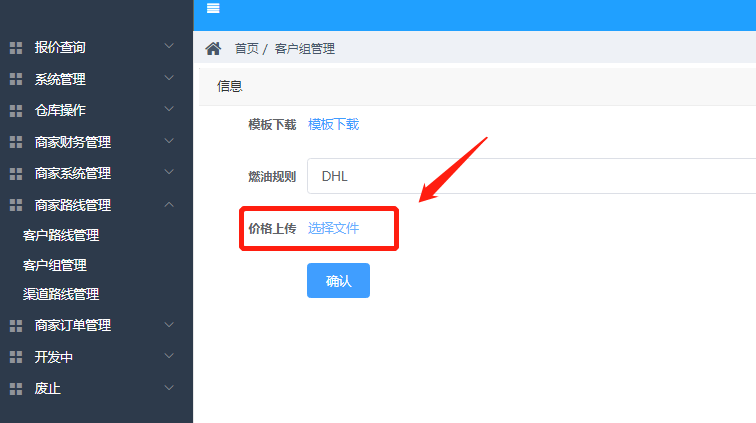 报价查询
系统管理
仓库操作
商家财务管理
商家系统管理
商家路线管理
客户路线管理
客户组管理
渠道路线管理
商家订单管理
开发中
废止
首页 / 客户组管理
信息
模板下载 模板下载
燃油规则 DHL
价格上传 选择文件
确认